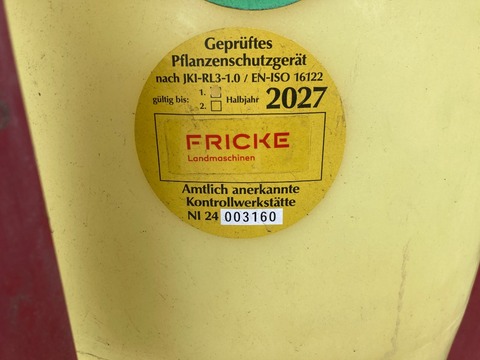 Geprüftes
Pflanzenschutzgerät
nach JKI-RL3-1.0 / EN-ISO 16122
gültig bis: 1. Halbjahr 2027
2.
FRICKE
Landmaschinen
Amtlich anerkannte
Kontrollwerkstätte
NI 24 003160